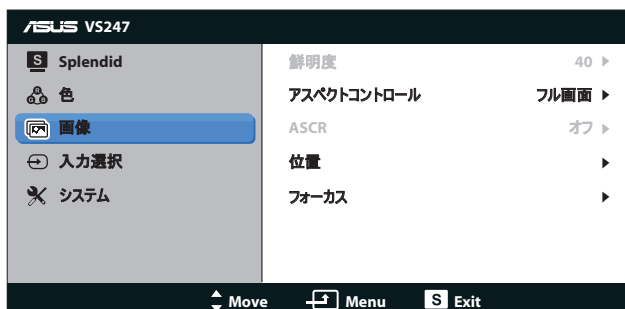 ASUS VS247
S Splendid
色
画像
入力選択
システム
鮮明度 40
アスペクトコントロール フル画面
ASCR オフ
位置
フォーカス
Move Menu S Exit